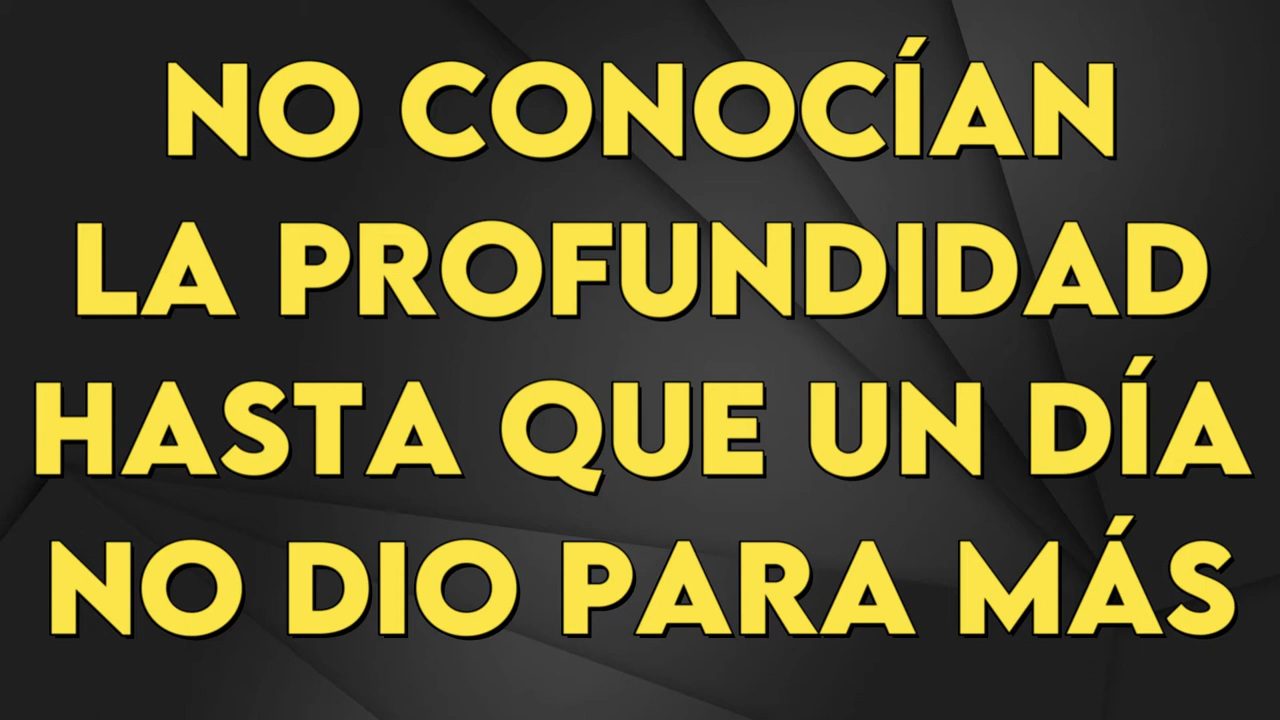 NO CONOCÍAN
LA PROFUNDIDAD
HASTA QUE UN DÍA
NO DIO PARA MÁS